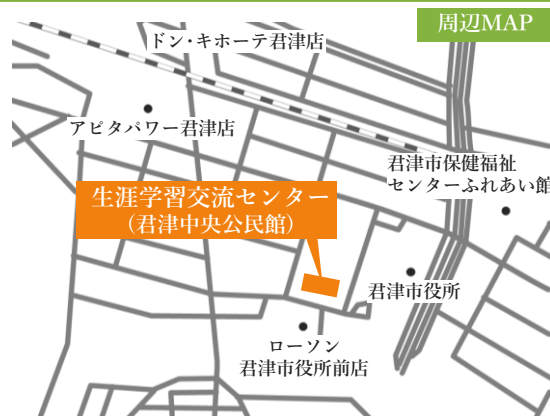 周辺MAP
ドン・キホーテ君津店
アピタパワー君津店
君津市保健福祉
センターふれあい館
生涯学習交流センター
（君津中央公民館）
君津市役所
ローソン
君津市役所前店